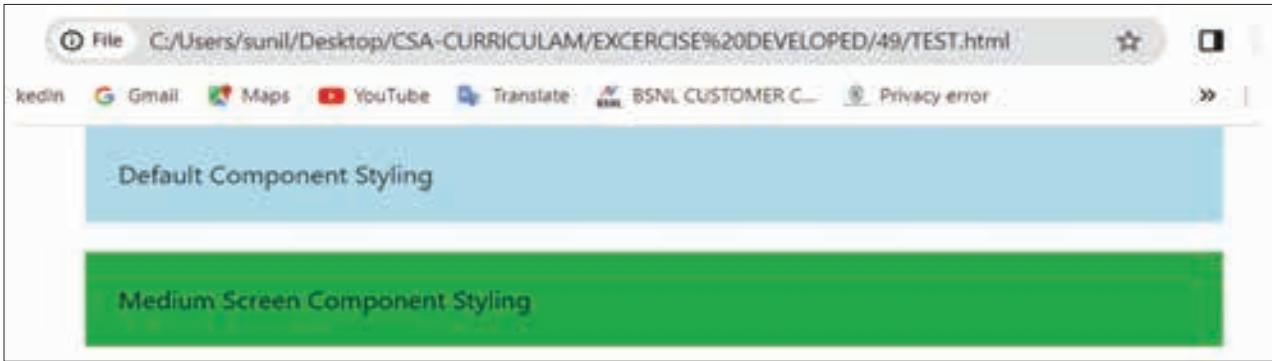 File C:/Users/sunil/Desktop/CSA-CURRICULAM/EXCERCISE%20DEVELOPED/49/TEST.html
kedin Gmail Maps YouTube Translate BSNL CUSTOMER C... Privacy error »
Default Component Styling
Medium Screen Component Styling